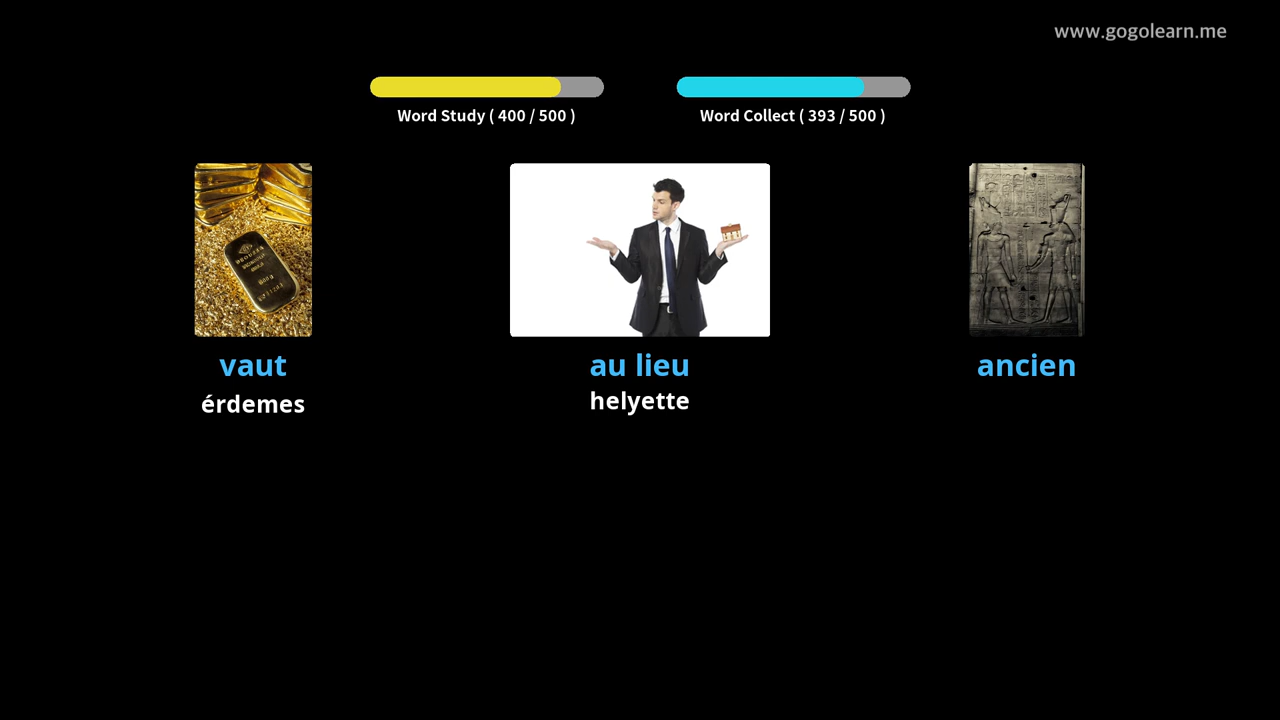 www.gogolearn.me
Word Study ( 400 / 500 )
Word Collect ( 393 / 500 )
vaut
au lieu
ancien
érdemes
helyette